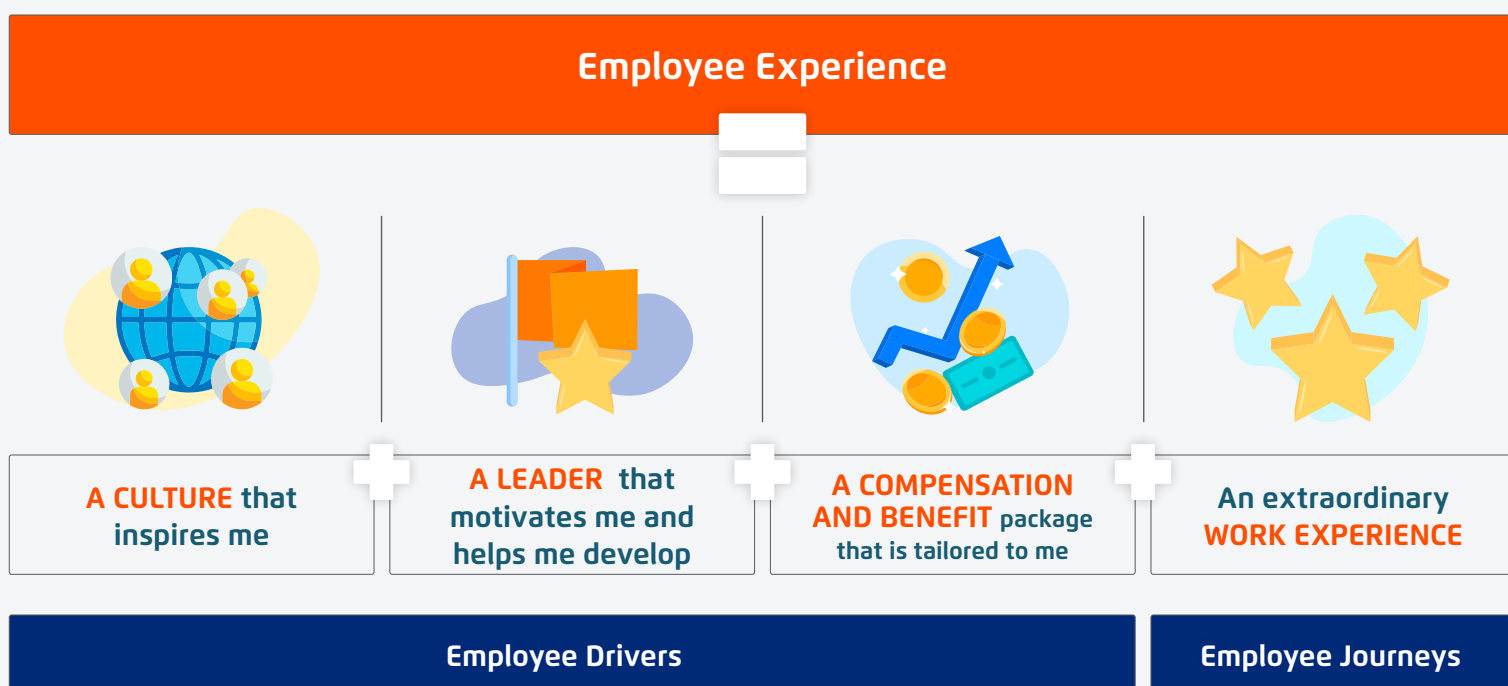 Employee Experience
A CULTURE that
inspires me
A LEADER that
motivates me and
helps me develop
A COMPENSATION
AND BENEFIT package
that is tailored to me
An extraordinary
WORK EXPERIENCE
Employee Drivers
Employee Journeys